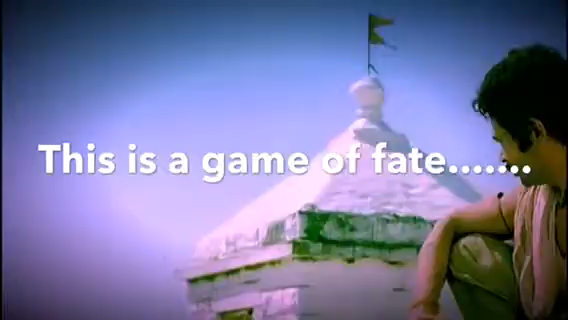 This is a game of fate.......